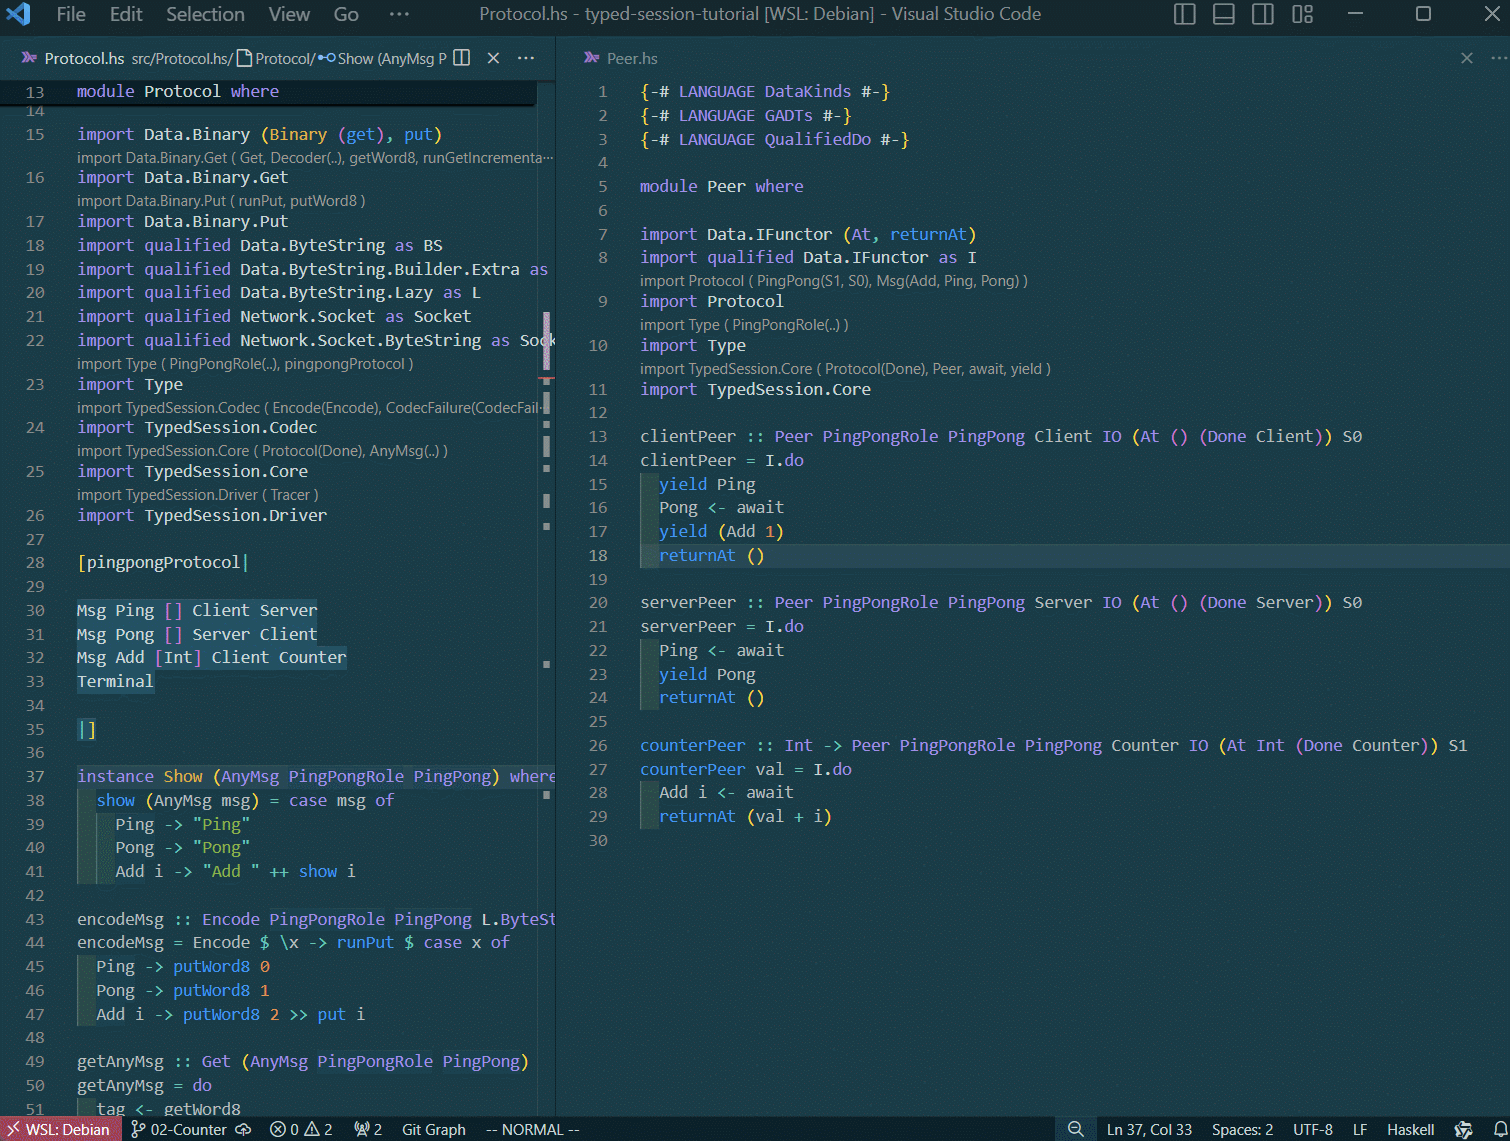 File Edit Selection View Go ··· Protocol.hs - typed-session-tutorial [WSL: Debian] - Visual Studio Code
Protocol.hs src/Protocol.hs/ Protocol/ Show (AnyMsg P
13 module Protocol where
14
15 import Data.Binary (Binary (get), put)
import Data.Binary.Get ( Get, Decoder(..), getWord8, runGetIncrementa···
16 import Data.Binary.Get
import Data.Binary.Put ( runPut, putWord8 )
17 import Data.Binary.Put
18 import qualified Data.ByteString as BS
19 import qualified Data.ByteString.Builder.Extra as
20 import qualified Data.ByteString.Lazy as L
21 import qualified Network.Socket as Socket
22 import qualified Network.Socket.ByteString as Sock
import Type ( PingPongRole(..), pingpongProtocol )
23 import Type
import TypedSession.Codec ( Encode(Encode), CodecFailure(CodecFail···
24 import TypedSession.Codec
import TypedSession.Core ( Protocol(Done), AnyMsg(..) )
25 import TypedSession.Core
import TypedSession.Driver ( Tracer )
26 import TypedSession.Driver
27
28 [pingpongProtocol|
29
30 Msg Ping [] Client Server
31 Msg Pong [] Server Client
32 Msg Add [Int] Client Counter
33 Terminal
34
35 |]
36
37 instance Show (AnyMsg PingPongRole PingPong) where
38   show (AnyMsg msg) = case msg of
39     Ping -> "Ping"
40     Pong -> "Pong"
41     Add i -> "Add " ++ show i
42
43 encodeMsg :: Encode PingPongRole PingPong L.ByteSt
44 encodeMsg = Encode $ \x -> runPut $ case x of
45   Ping -> putWord8 0
46   Pong -> putWord8 1
47   Add i -> putWord8 2 >> put i
48
49 getAnyMsg :: Get (AnyMsg PingPongRole PingPong)
50 getAnyMsg = do
51   tag <- getWord8
Peer.hs
1 {-# LANGUAGE DataKinds #-}
2 {-# LANGUAGE GADTs #-}
3 {-# LANGUAGE QualifiedDo #-}
4
5 module Peer where
6
7 import Data.IFunctor (At, returnAt)
8 import qualified Data.IFunctor as I
import Protocol ( PingPong(S1, S0), Msg(Add, Ping, Pong) )
9 import Protocol
import Type ( PingPongRole(..) )
10 import Type
import TypedSession.Core ( Protocol(Done), Peer, await, yield )
11 import TypedSession.Core
12
13 clientPeer :: Peer PingPongRole PingPong Client IO (At () (Done Client)) S0
14 clientPeer = I.do
15   yield Ping
16   Pong <- await
17   yield (Add 1)
18   returnAt ()
19
20 serverPeer :: Peer PingPongRole PingPong Server IO (At () (Done Server)) S0
21 serverPeer = I.do
22   Ping <- await
23   yield Pong
24   returnAt ()
25
26 counterPeer :: Int -> Peer PingPongRole PingPong Counter IO (At Int (Done Counter)) S1
27 counterPeer val = I.do
28   Add i <- await
29   returnAt (val + i)
30
WSL: Debian 02-Counter 0 2 2 Git Graph -- NORMAL -- Ln 37, Col 33 Spaces: 2 UTF-8 LF Haskell